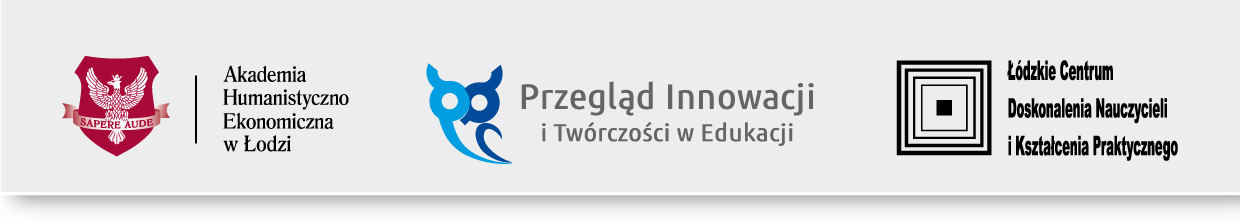 SAPERE AUDE
Akademia
Humanistyczno
Ekonomiczna
w Łodzi
Przegląd Innowacji
i Twórczości w Edukacji
Łódzkie Centrum
Doskonalenia Nauczycieli
i Kształcenia Praktycznego